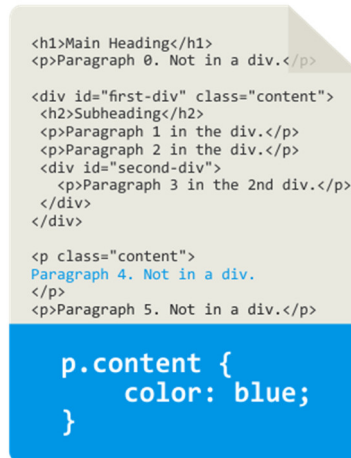 <h1>Main Heading</h1>
<p>Paragraph 0. Not in a div.</p>
<div id="first-div" class="content">
<h2>Subheading</h2>
<p>Paragraph 1 in the div.</p>
<p>Paragraph 2 in the div.</p>
<div id="second-div">
<p>Paragraph 3 in the 2nd div.</p>
</div>
</div>
<p class="content">
Paragraph 4. Not in a div.
</p>
<p>Paragraph 5. Not in a div.</p>
p.content {
color: blue;
}